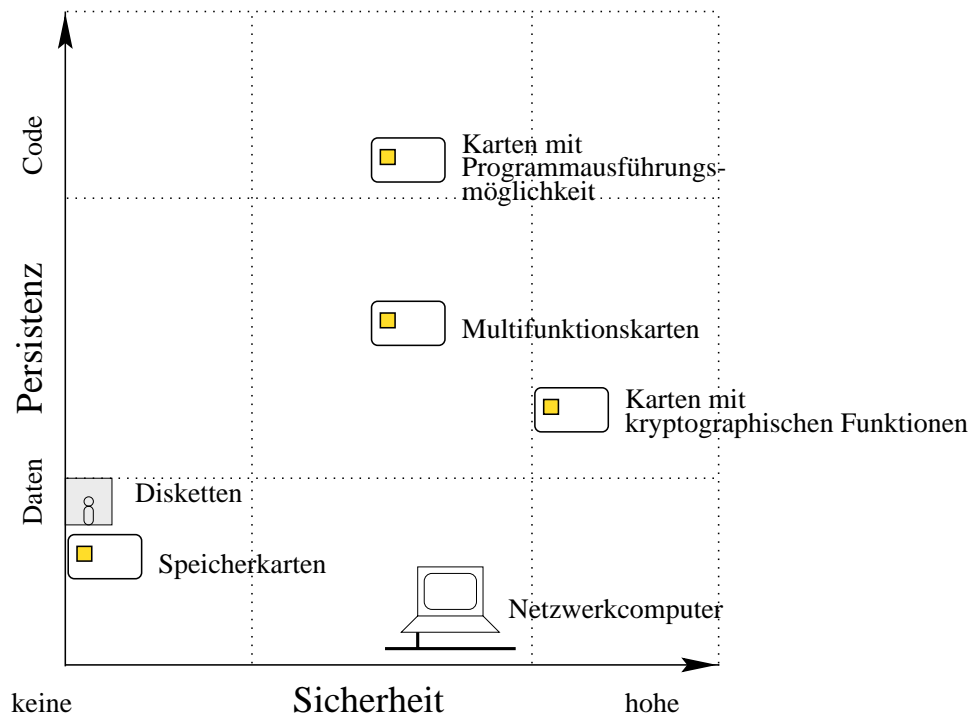 Code
Karten mit
Programmausführungs-
möglichkeit
Persistenz
Multifunktionskarten
Karten mit
kryptographischen Funktionen
Daten
Disketten
Speicherkarten
Netzwerkcomputer
keine
Sicherheit
hohe